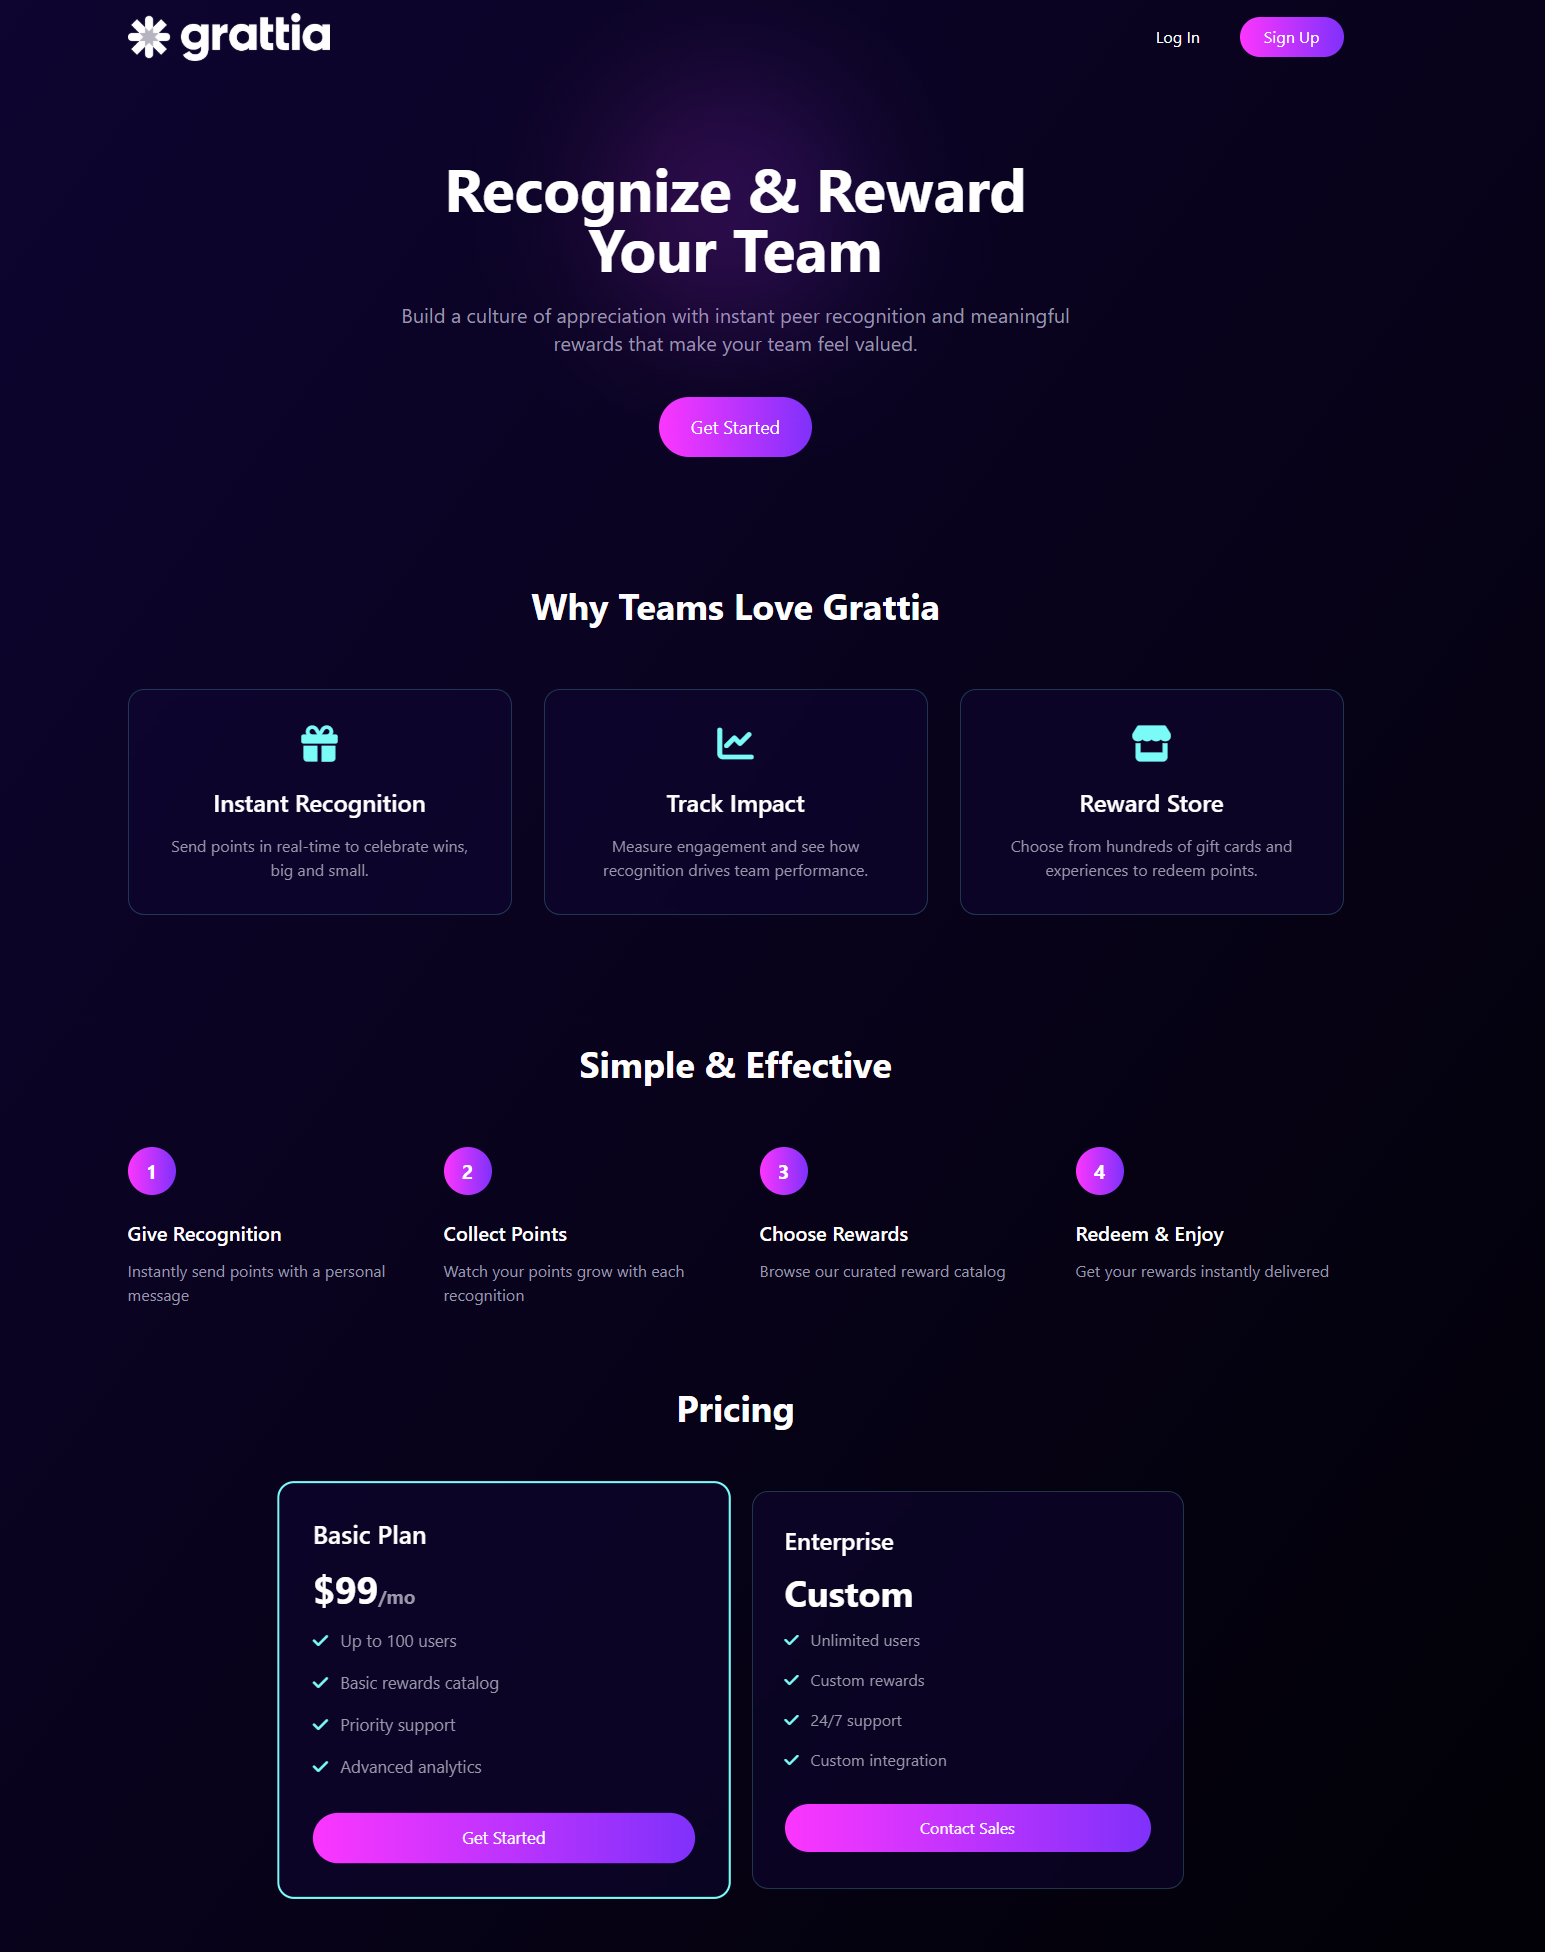 grattia
Log In
Sign Up
Recognize & Reward
Your Team
Build a culture of appreciation with instant peer recognition and meaningful
rewards that make your team feel valued.
Get Started
Why Teams Love Grattia
Instant Recognition
Send points in real-time to celebrate wins,
big and small.
Track Impact
Measure engagement and see how
recognition drives team performance.
Reward Store
Choose from hundreds of gift cards and
experiences to redeem points.
Simple & Effective
1
Give Recognition
Instantly send points with a personal
message
2
Collect Points
Watch your points grow with each
recognition
3
Choose Rewards
Browse our curated reward catalog
4
Redeem & Enjoy
Get your rewards instantly delivered
Pricing
Basic Plan
$99/mo
Up to 100 users
Basic rewards catalog
Priority support
Advanced analytics
Get Started
Enterprise
Custom
Unlimited users
Custom rewards
24/7 support
Custom integration
Contact Sales